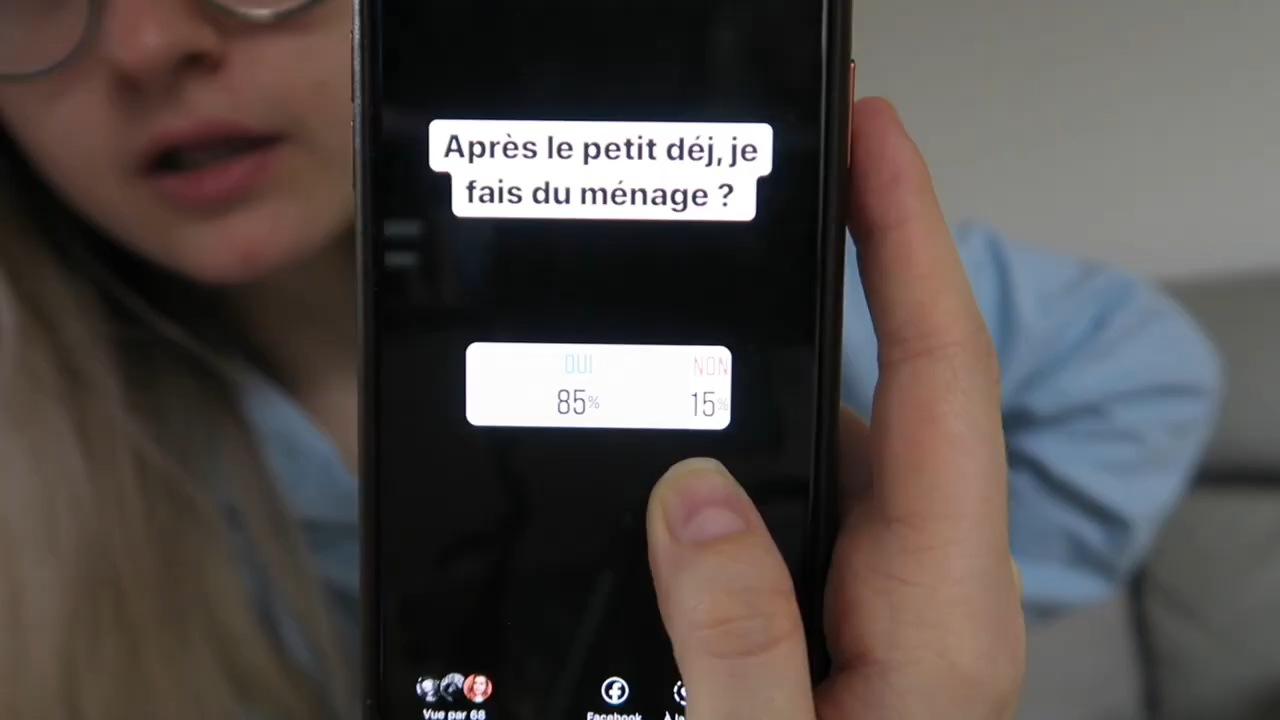 Après le petit déj, je
fais du ménage ?
OUI NON
85% 15%
Vue par 68 Facebook